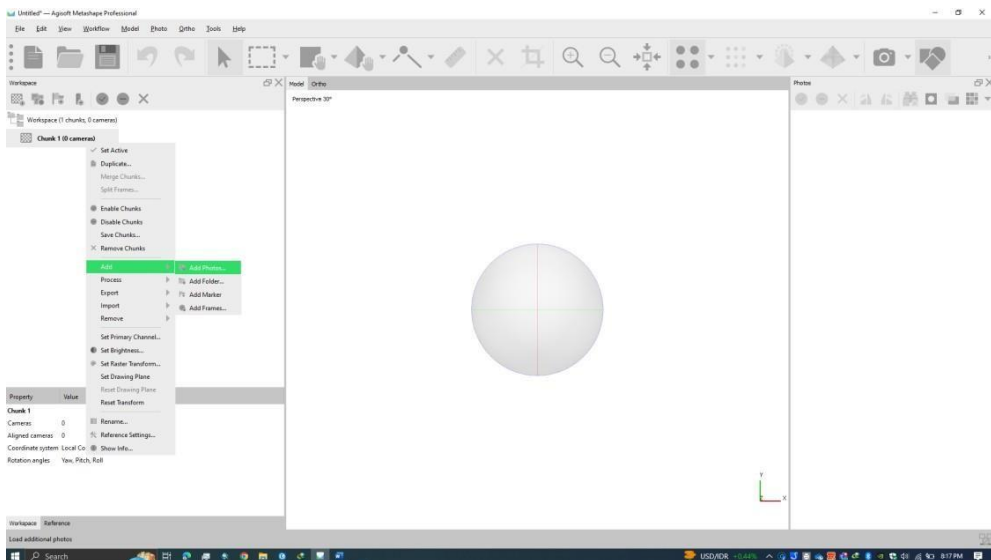 Untitled* — Agisoft Metashape Professional
File Edit View Workflow Model Photo Ortho Tools Help
Workspace
Model Ortho
Photos
Perspective 30°
Workspace (1 chunks, 0 cameras)
Chunk 1 (0 cameras)
Set Active
Duplicate...
Merge Chunks...
Split Frames...
Enable Chunks
Disable Chunks
Save Chunks...
Remove Chunks
Add
Add Photos...
Process
Add Folder...
Export
Add Marker
Import
Add Frames...
Remove
Set Primary Channel...
Set Brightness...
Set Raster Transform...
Set Drawing Plane
Reset Drawing Plane
Reset Transform
Rename...
Reference Settings...
Show Info...
Property Value
Chunk 1
Cameras 0
Aligned cameras 0
Coordinate system Local Co
Rotation angles Yaw, Pitch, Roll
Y
X
Workspace Reference
Load additional photos
Search
USD/IDR -0.44%
8:17 PM